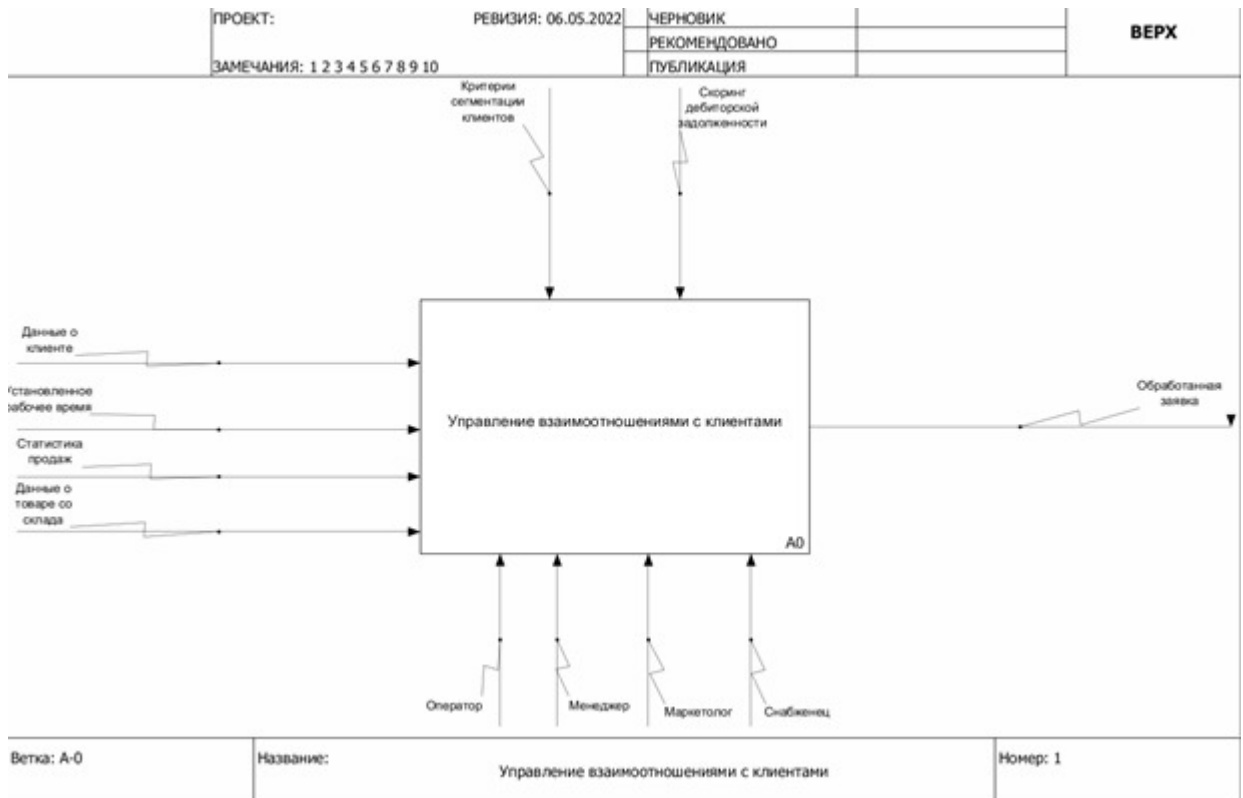 ПРОЕКТ:
РЕВИЗИЯ: 06.05.2022
ЧЕРНОВИК
РЕКОМЕНДОВАНО
ВЕРХ
ЗАМЕЧАНИЯ: 1 2 3 4 5 6 7 8 9 10
ПУБЛИКАЦИЯ
Критерии
сегментации
клиентов
Скоринг
дебиторской
задолженности
Данные о
клиенте
Установленное
рабочее время
Статистика
продаж
Данные о
товаре со
склада
Управление взаимоотношениями с клиентами
A0
Обработанная
заявка
Оператор
Менеджер
Маркетолог
Снабженец
Ветка: A-0
Название:
Управление взаимоотношениями с клиентами
Номер: 1